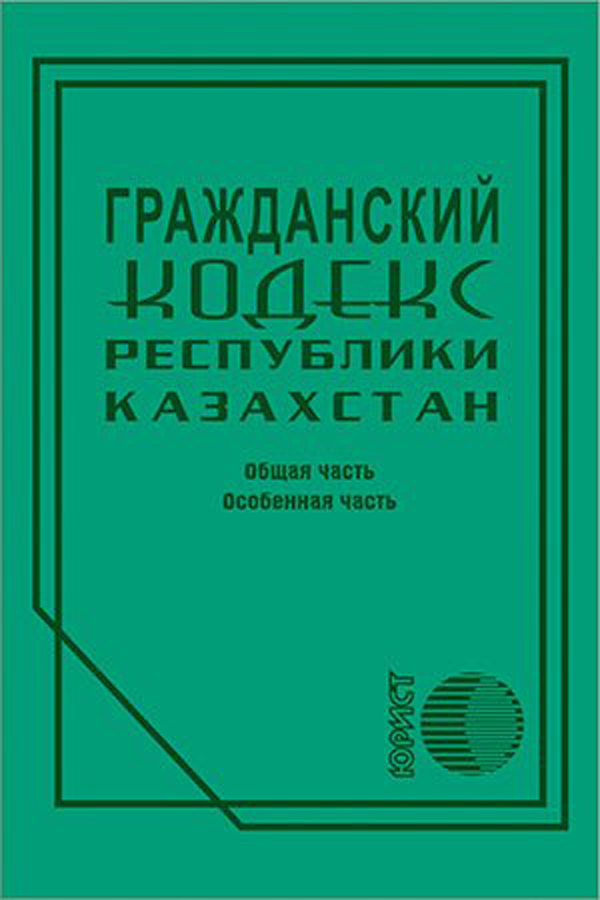 ГРАЖДАНСКИЙ
КОДЕКС
РЕСПУБЛИКИ
КАЗАХСТАН
Общая часть
Особенная часть
ЮРИСТ